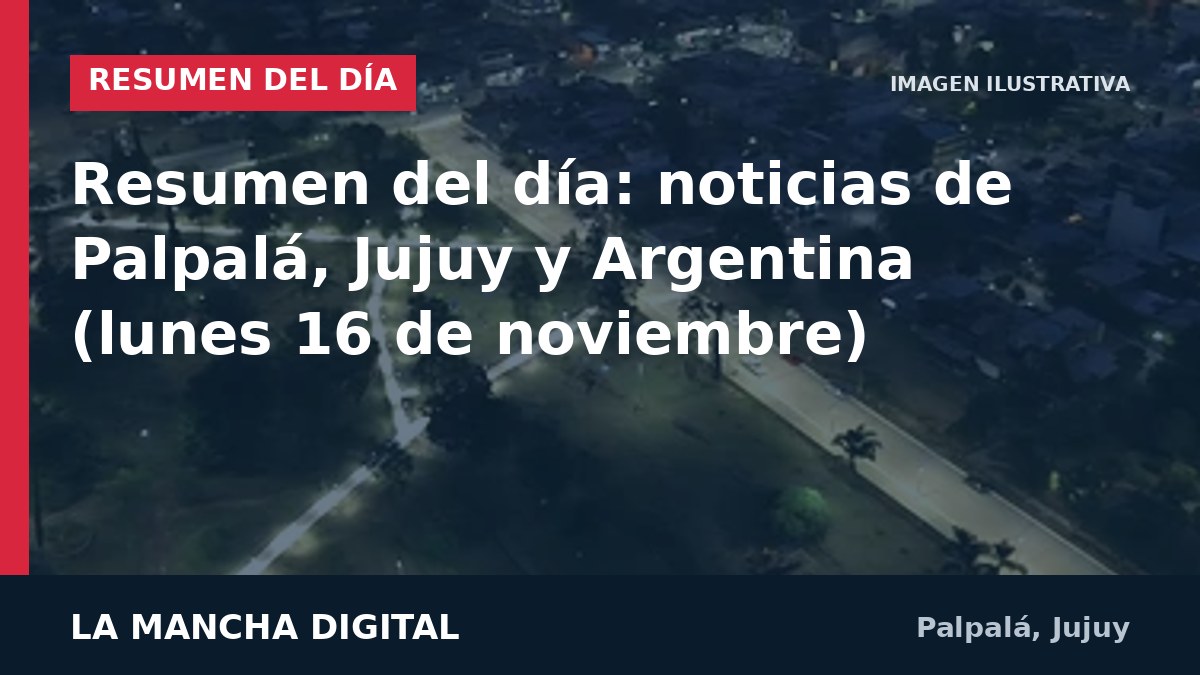 RESUMEN DEL DÍA
IMAGEN ILUSTRATIVA
Resumen del día: noticias de
Palpalá, Jujuy y Argentina
(lunes 16 de noviembre)
LA MANCHA DIGITAL
Palpalá, Jujuy